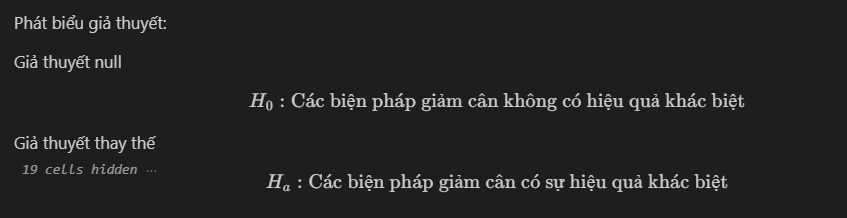 Phát biểu giả thuyết:
Giả thuyết null
H₀ : Các biện pháp giảm cân không có hiệu quả khác biệt
Giả thuyết thay thế
19 cells hidden ...
Hₐ : Các biện pháp giảm cân có sự hiệu quả khác biệt